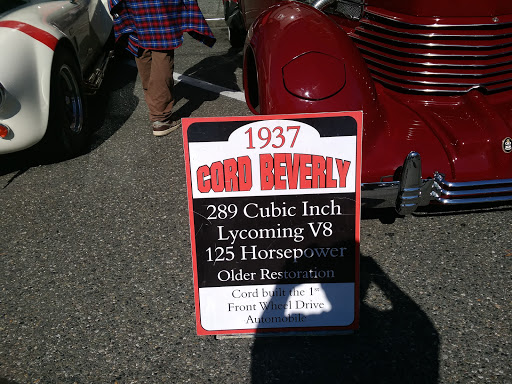 1937
CORD BEVERLY
289 Cubic Inch
Lycoming V8
125 Horsepower
Older Restoration
Cord built the 1st
Front Wheel Drive
Automobile